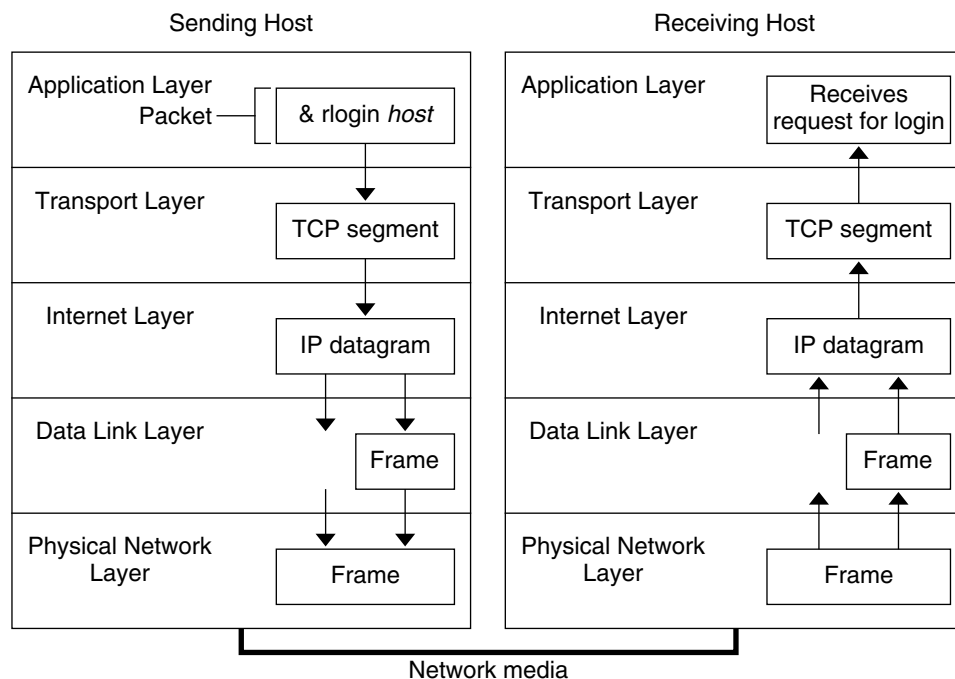 Sending Host
Application Layer
Packet
& rlogin host
Transport Layer
TCP segment
Internet Layer
IP datagram
Data Link Layer
Frame
Physical Network
Layer
Frame
Receiving Host
Application Layer
Receives
request for login
Transport Layer
TCP segment
Internet Layer
IP datagram
Data Link Layer
Frame
Physical Network
Layer
Frame
Network media